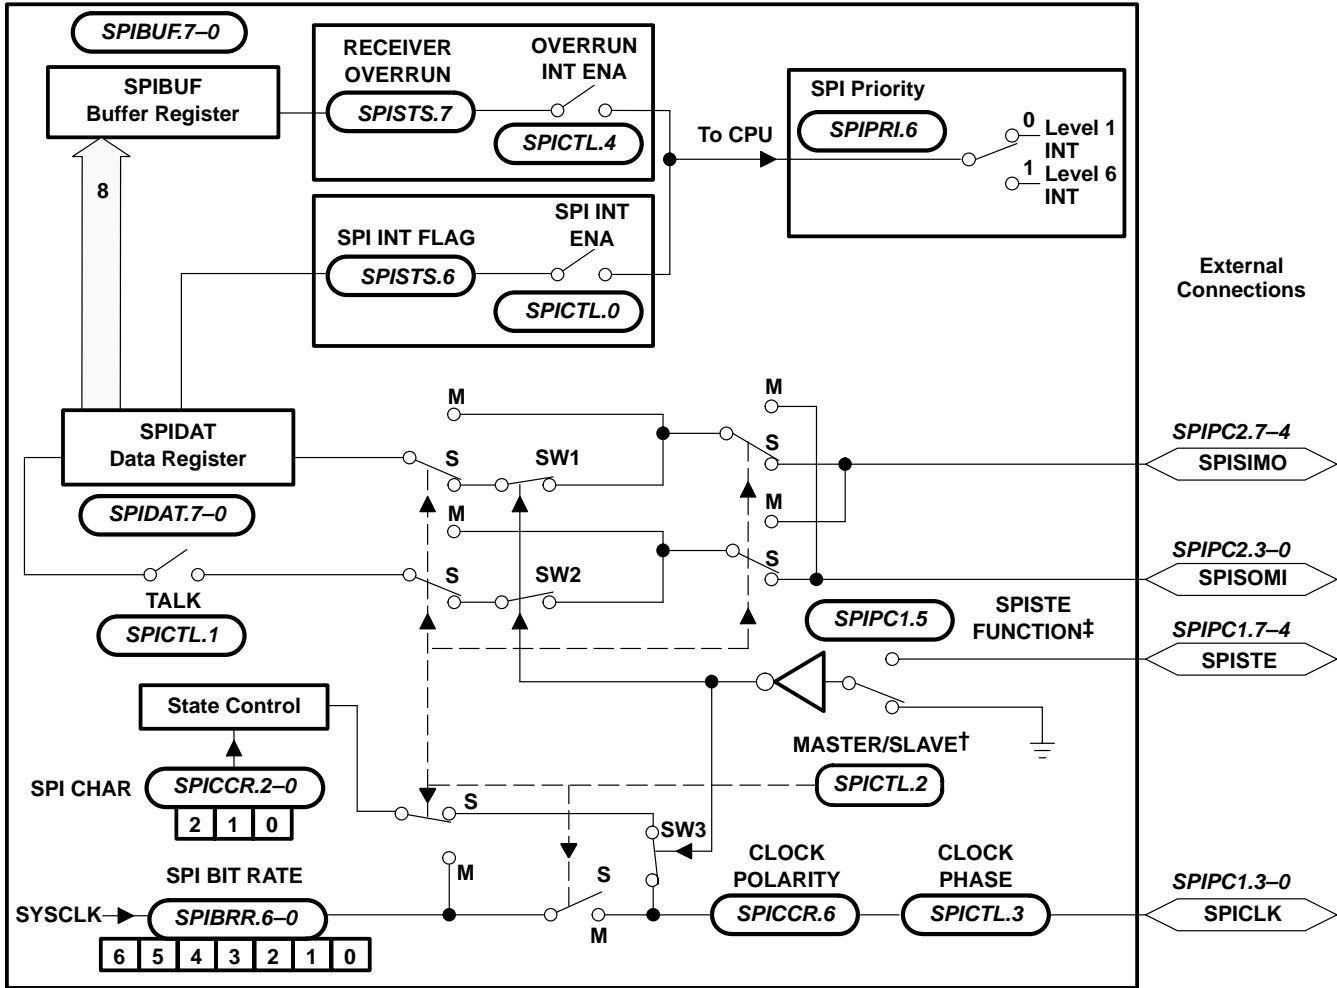 SPIBUF.7–0
SPIBUF
Buffer Register
8
RECEIVER
OVERRUN
SPISTS.7
OVERRUN
INT ENA
SPICTL.4
To CPU
SPI Priority
SPIPRI.6
0
Level 1
INT
1
Level 6
INT
SPI INT FLAG
SPISTS.6
SPI INT
ENA
SPICTL.0
External
Connections
SPIDAT
Data Register
SPIDAT.7–0
M
S
SW1
M
S
SPIPC2.7–4
SPISIMO
M
S
SW2
M
S
SPIPC2.3–0
SPISOMI
TALK
SPICTL.1
SPIPC1.5
SPISTE
FUNCTION‡
SPIPC1.7–4
SPISTE
State Control
MASTER/SLAVE†
SPICTL.2
SPI CHAR
SPICCR.2–0
2 1 0
S
M
SW3
S
M
SPI BIT RATE
SYSCLK
SPIBRR.6–0
6 5 4 3 2 1 0
CLOCK
POLARITY
SPICCR.6
CLOCK
PHASE
SPICTL.3
SPIPC1.3–0
SPICLK